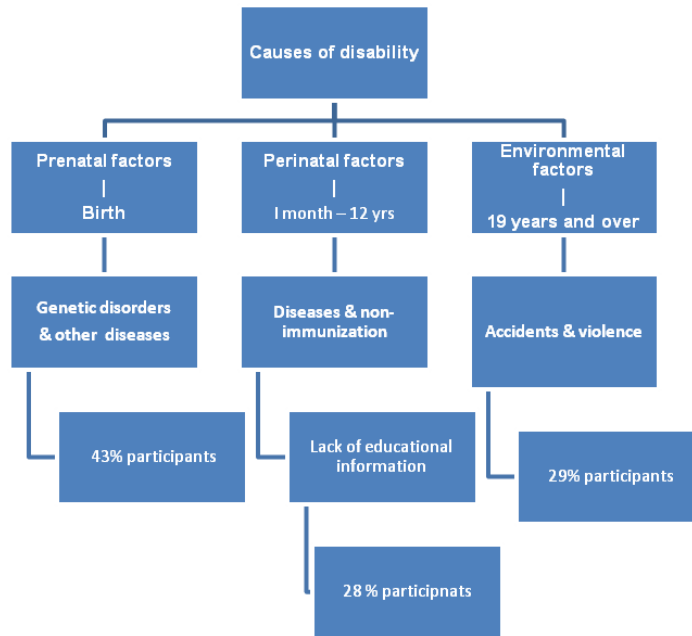 Causes of disability
Prenatal factors
|
Birth
Perinatal factors
|
I month – 12 yrs
Environmental
factors
|
19 years and over
Genetic disorders
& other diseases
Diseases & non-
immunization
Accidents & violence
43% participants
Lack of educational
information
29% participants
28 % participnats